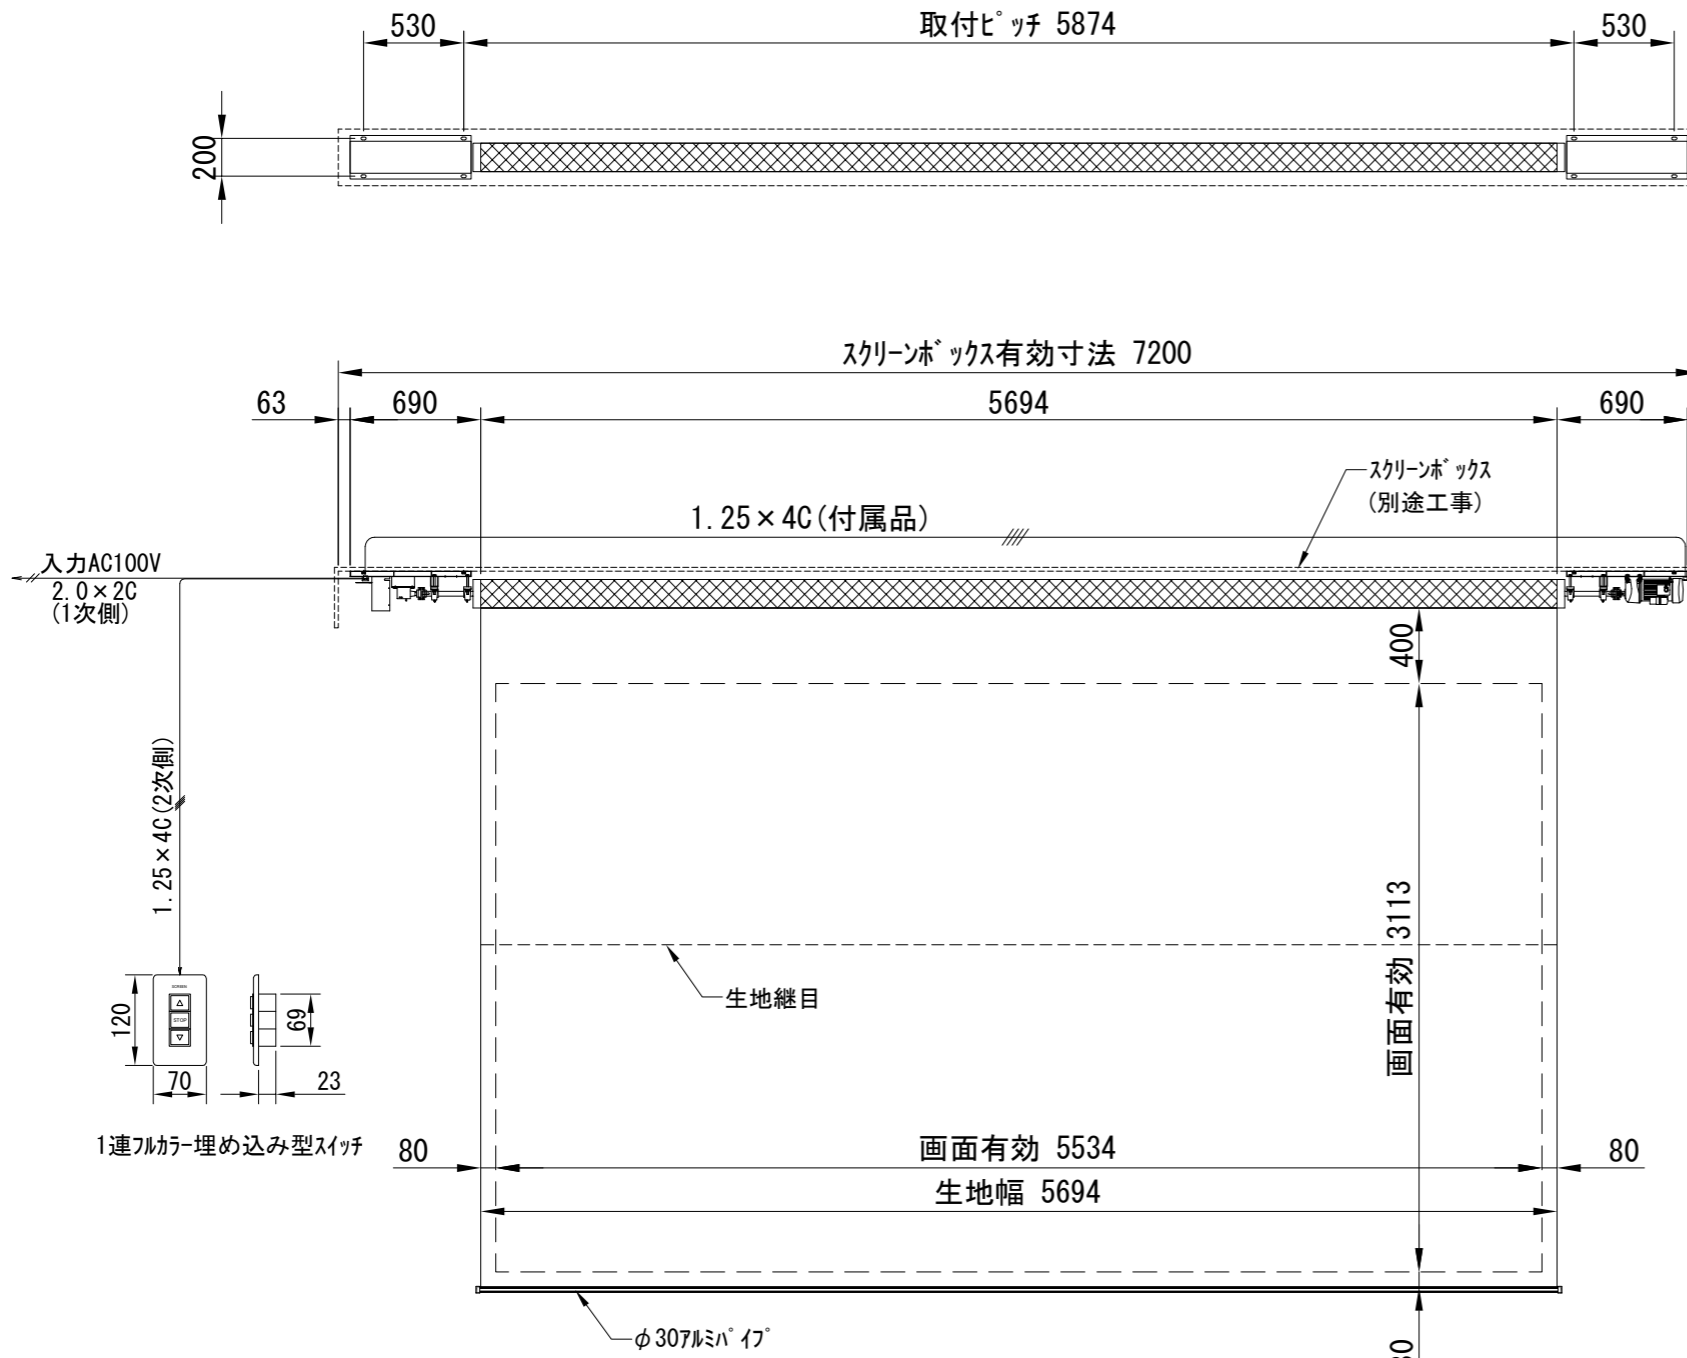 530
取付ピッチ 5874
530
200
スクリーンボックス有効寸法 7200
63
690
5694
690
スクリーンボックス
(別途工事)
1.25×4C(付属品)
入力AC100V
2.0×2C
(1次側)
400
1.25×4C(2次側)
画面有効 3113
生地継目
SCREEN
STOP
120
69
70
23
1連フルカラー埋め込み型スイッチ
80
画面有効 5534
80
生地幅 5694
φ30アルミパイプ